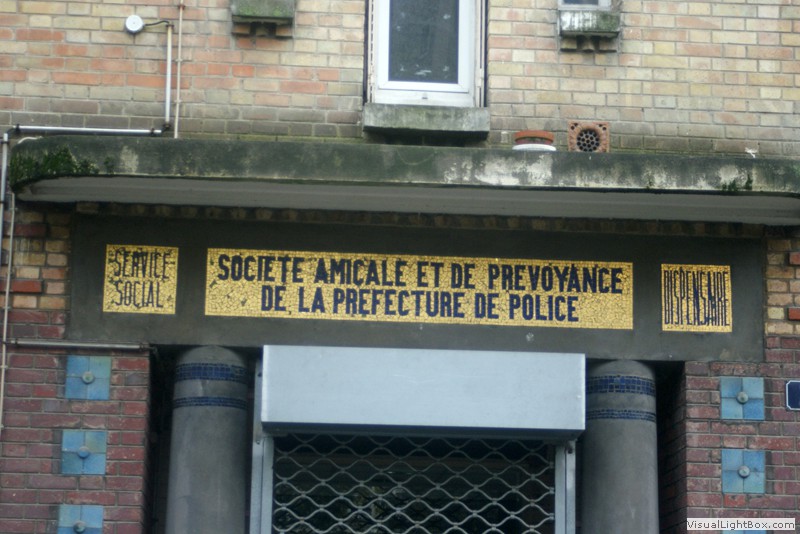 SERVICE
SOCIAL
SOCIETE AMICALE ET DE PREVOYANCE
DE LA PREFECTURE DE POLICE
DISPENSAIRE
VisualLightBox.com